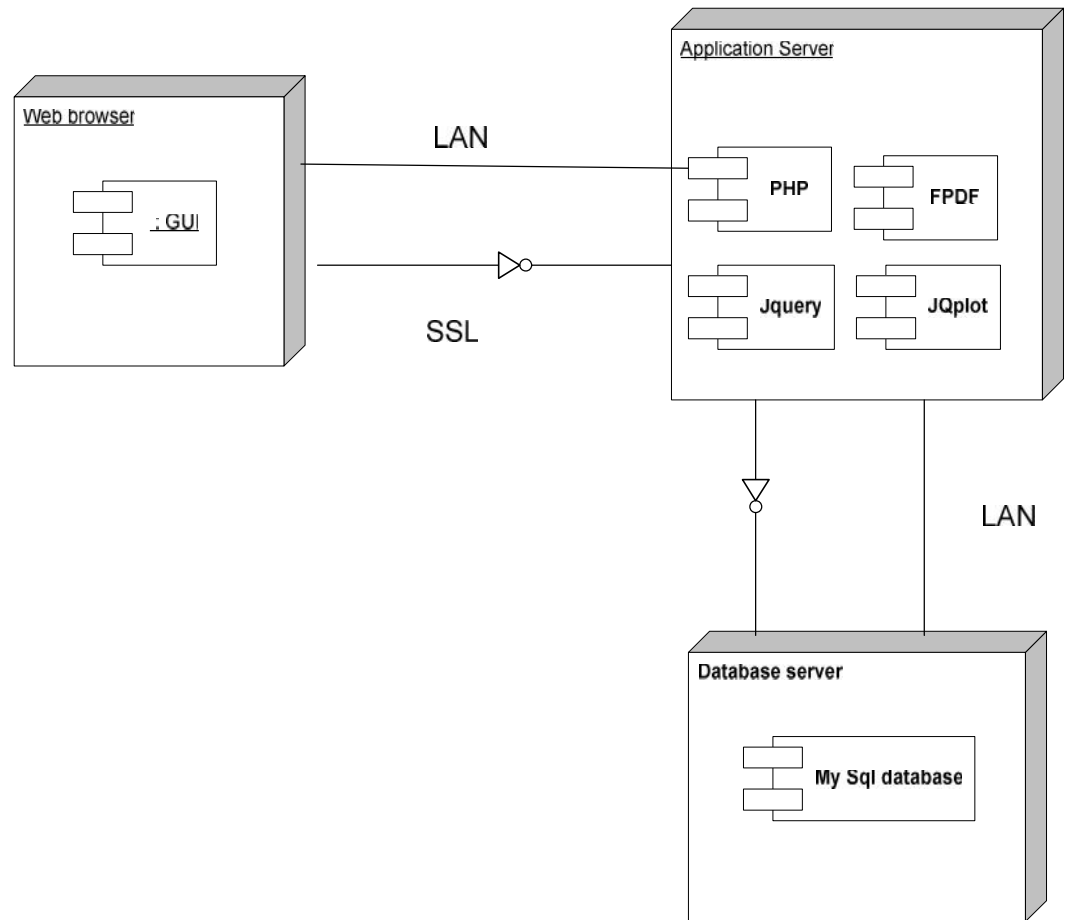 Application Server
Web browser
LAN
PHP
FPDF
: GUI
Jquery
JQplot
SSL
LAN
Database server
My Sql database